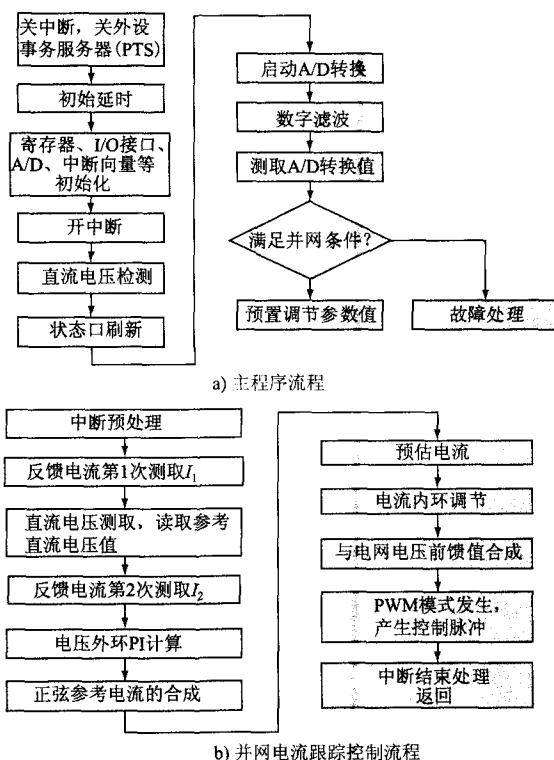 关中断，关外设
事务服务器(PTS)
初始延时
寄存器、I/O接口、
A/D、中断向量等
初始化
开中断
直流电压检测
状态口刷新
启动A/D转换
数字滤波
测取A/D转换值
满足并网条件?
预置调节参数值
故障处理
a) 主程序流程
中断预处理
反馈电流第1次测取I₁
直流电压测取，读取参考
直流电压值
反馈电流第2次测取I₂
电压外环PI计算
正弦参考电流的合成
预估电流
电流内环调节
与电网电压前馈值合成
PWM模式发生，
产生控制脉冲
中断结束处理
返回
b) 并网电流跟踪控制流程